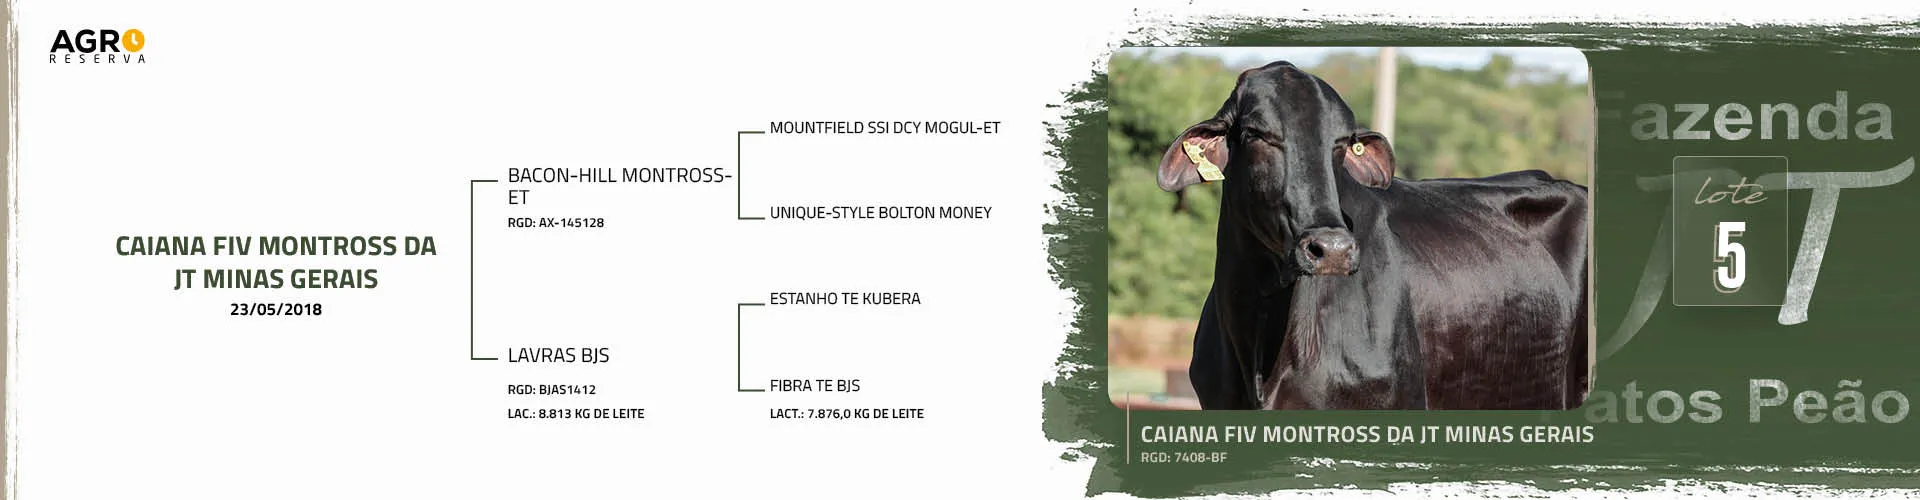 AGRO
RESERVA
CAIANA FIV MONTROSS DA
JT MINAS GERAIS
23/05/2018
BACON-HILL MONTROSS-
ET
RGD: AX-145128
LAVRAS BJS
RGD: BJAS1412
LAC.: 8.813 KG DE LEITE
MOUNTFIELD SSI DCY MOGUL-ET
UNIQUE-STYLE BOLTON MONEY
ESTANHO TE KUBERA
FIBRA TE BJS
LACT.: 7.876,0 KG DE LEITE
Fazenda
JT
lote
5
Patos Peão
CAIANA FIV MONTROSS DA JT MINAS GERAIS
RGD: 7408-BF